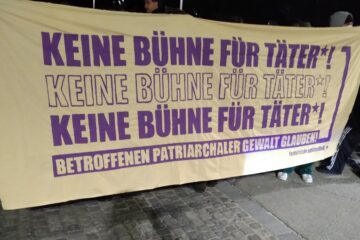 KEINE BÜHNE FÜR TÄTER*!
KEINE BÜHNE FÜR TÄTER*!
KEINE BÜHNE FÜR TÄTER*!
BETROFFENEN PATRIARCHALER GEWALT GLAUBEN!